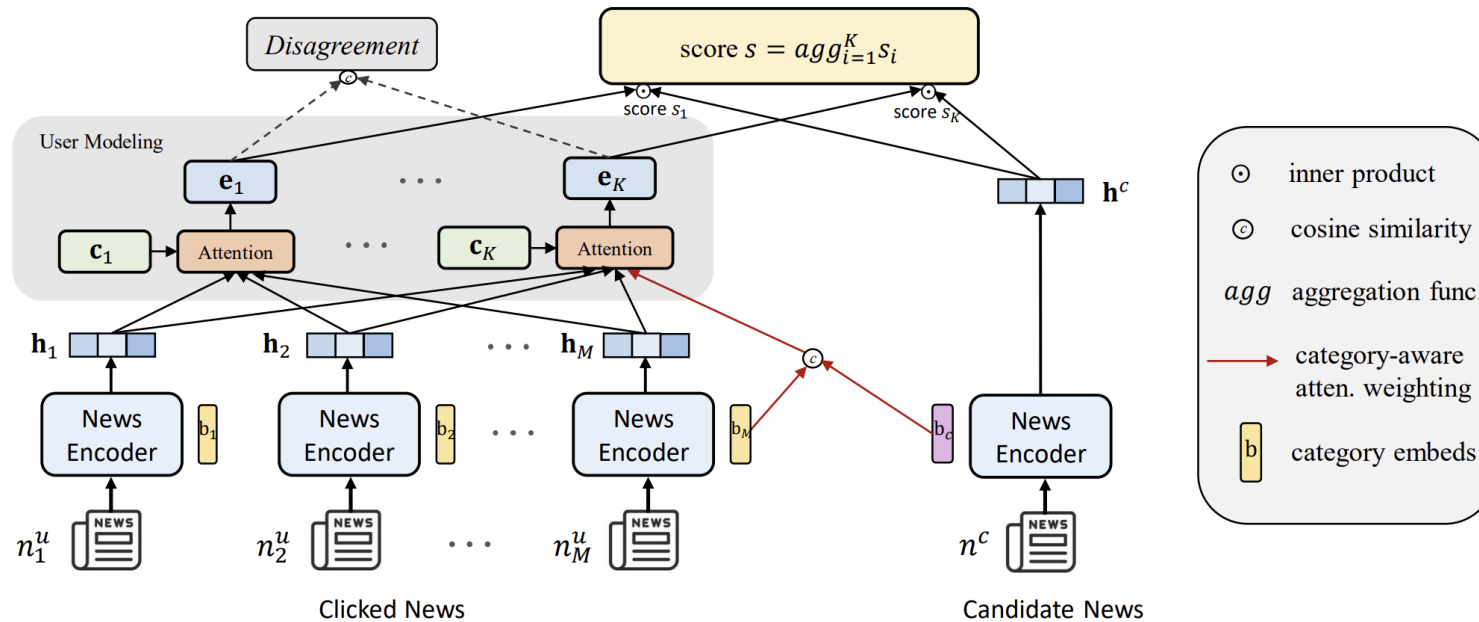 Disagreement
c
score s = agg_{i=1}^{K} s_i
score s_1
score s_K
User Modeling
e_1
· · ·
e_K
h^c
c_1
Attention
· · ·
c_K
Attention
h_1
h_2
· · ·
h_M
c
News
Encoder
b_1
News
Encoder
b_2
· · ·
News
Encoder
b_M
b_c
News
Encoder
n_1^u
NEWS
n_2^u
NEWS
· · ·
n_M^u
NEWS
n^c
NEWS
Clicked News
Candidate News
inner product
c cosine similarity
agg aggregation func.
category-aware
atten. weighting
b category embeds